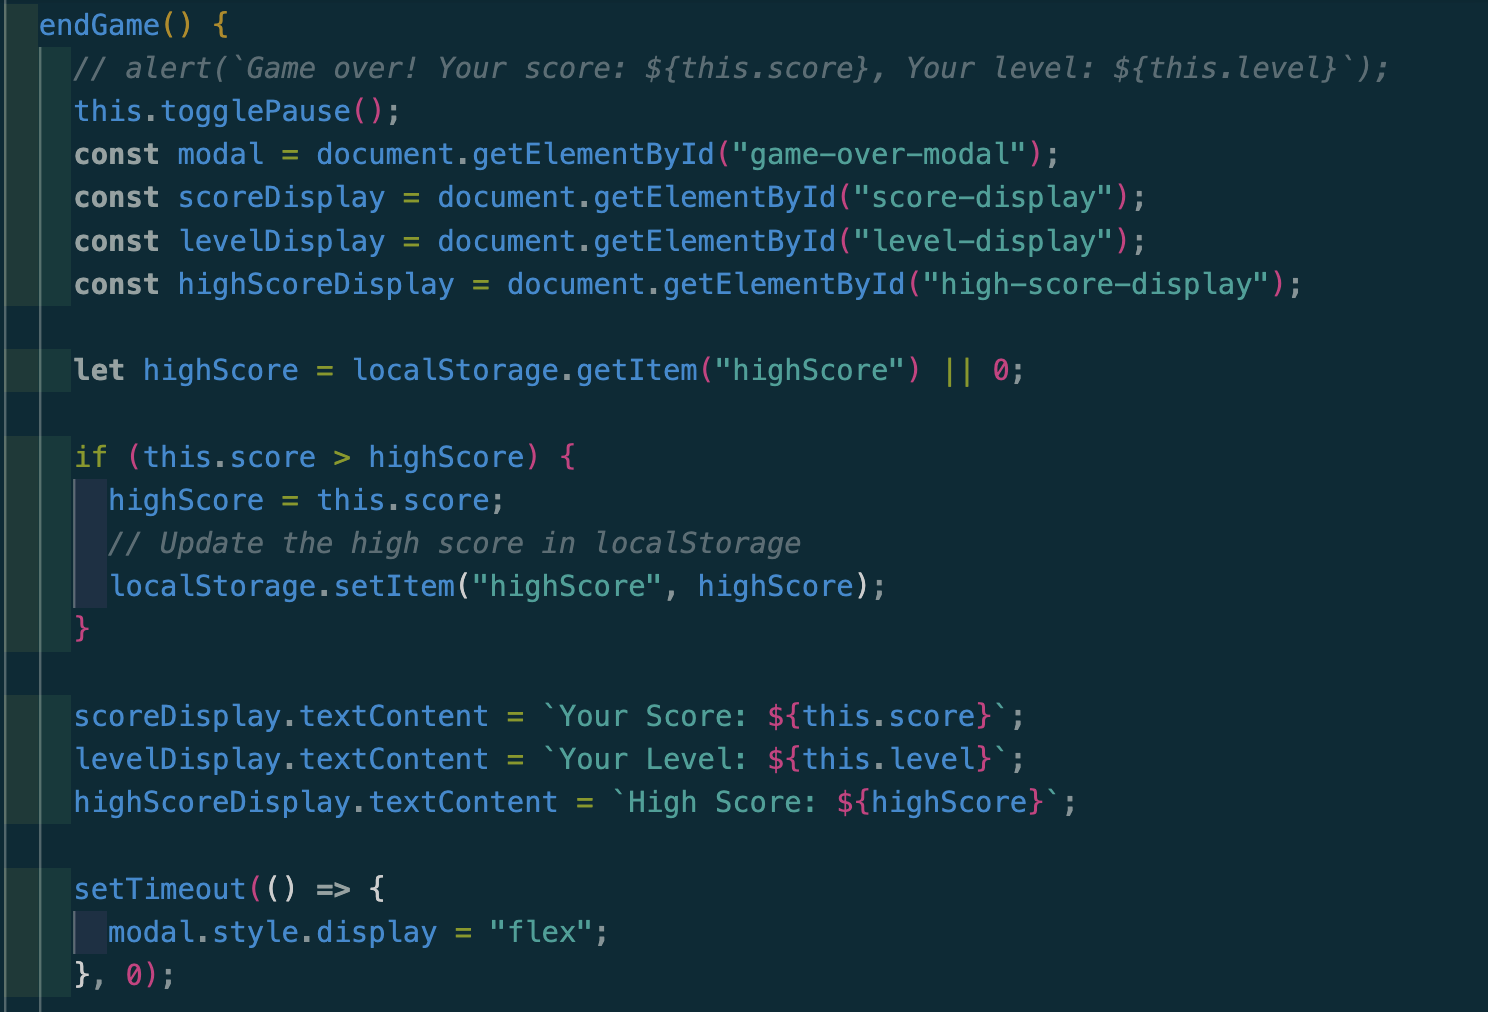 endGame() {
// alert(`Game over! Your score: ${this.score}, Your level: ${this.level}`);
this.togglePause();
const modal = document.getElementById("game-over-modal");
const scoreDisplay = document.getElementById("score-display");
const levelDisplay = document.getElementById("level-display");
const highScoreDisplay = document.getElementById("high-score-display");
let highScore = localStorage.getItem("highScore") || 0;
if (this.score > highScore) {
highScore = this.score;
// Update the high score in localStorage
localStorage.setItem("highScore", highScore);
}
scoreDisplay.textContent = `Your Score: ${this.score}`;
levelDisplay.textContent = `Your Level: ${this.level}`;
highScoreDisplay.textContent = `High Score: ${highScore}`;
setTimeout(() => {
modal.style.display = "flex";
}, 0);